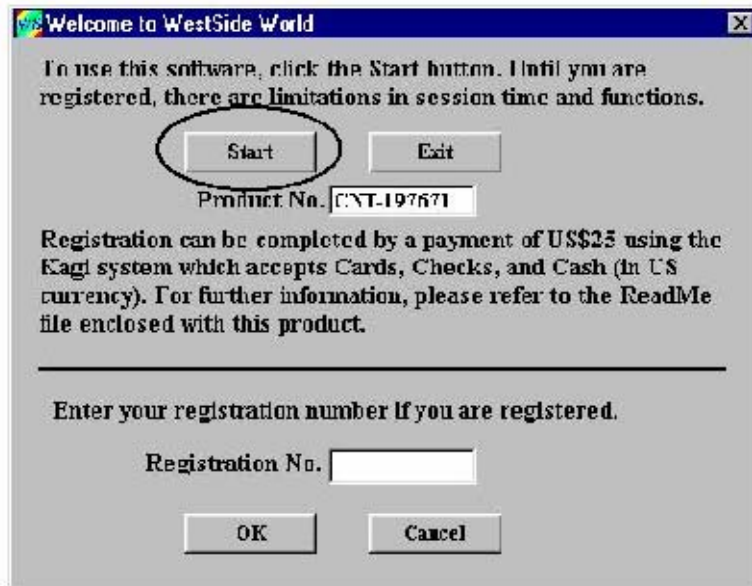 WS Welcome to WestSide World X
To use this software, click the Start button. Until you are
registered, there are limitations in session time and functions.
Start Exit
Product No. CNT-197671
Registration can be completed by a payment of US$25 using the
Kagi system which accepts Cards, Checks, and Cash (in US
currency). For further information, please refer to the ReadMe
file enclosed with this product.
Enter your registration number if you are registered.
Registration No.
OK Cancel